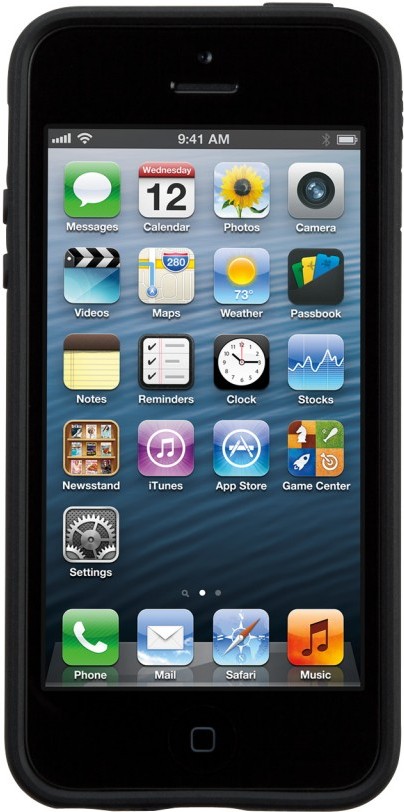 9:41 AM
Wednesday
12
280
73°
Messages Calendar Photos Camera
Videos Maps Weather Passbook
Notes Reminders Clock Stocks
Newsstand iTunes App Store Game Center
Settings
Phone Mail Safari Music